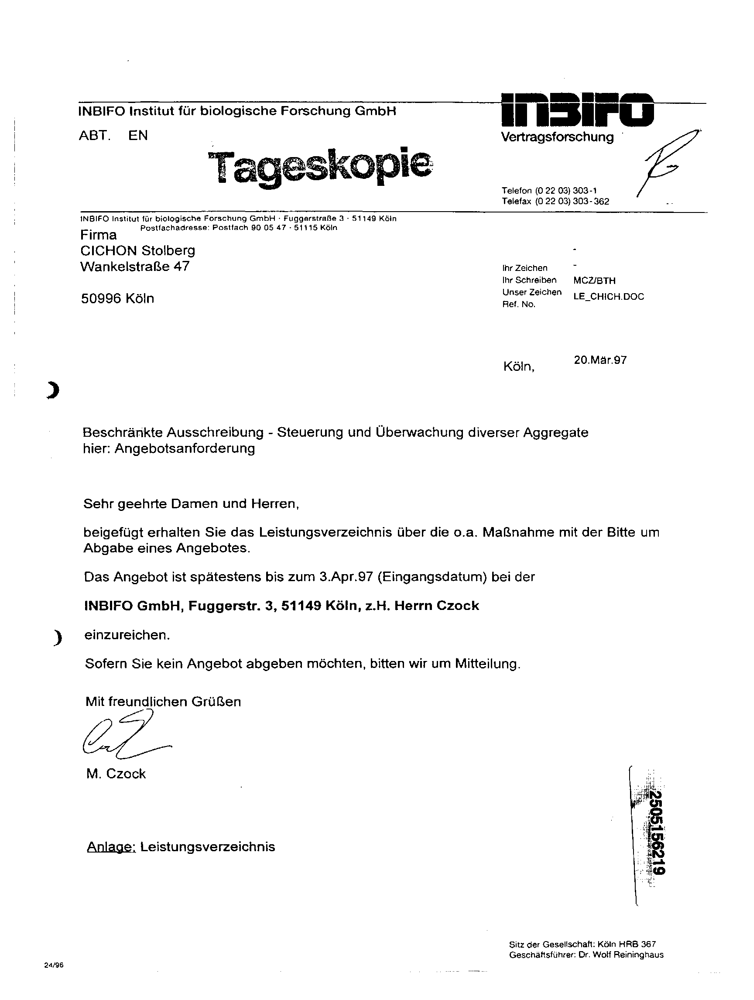 INBIFO Institut für biologische Forschung GmbH
INBIFO
ABT. EN
Vertragsforschung
Tageskopie
Telefon (0 22 03) 303-1
Telefax (0 22 03) 303-362
INBIFO Institut für biologische Forschung GmbH · Fuggerstraße 3 · 51149 Köln
Postfachadresse: Postfach 90 05 47 · 51115 Köln
Firma
CICHON Stolberg
Wankelstraße 47
50996 Köln
-
Ihr Zeichen -
Ihr Schreiben MCZ/BTH
Unser Zeichen LE_CHICH.DOC
Ref. No.
Köln, 20.Mär.97
Beschränkte Ausschreibung - Steuerung und Überwachung diverser Aggregate
hier: Angebotsanforderung
Sehr geehrte Damen und Herren,
beigefügt erhalten Sie das Leistungsverzeichnis über die o.a. Maßnahme mit der Bitte um
Abgabe eines Angebotes.
Das Angebot ist spätestens bis zum 3.Apr.97 (Eingangsdatum) bei der
INBIFO GmbH, Fuggerstr. 3, 51149 Köln, z.H. Herrn Czock
einzureichen.
Sofern Sie kein Angebot abgeben möchten, bitten wir um Mitteilung.
Mit freundlichen Grüßen
M. Czock
Anlage: Leistungsverzeichnis
2505156219
Sitz der Gesellschaft: Köln HRB 367
Geschäftsführer: Dr. Wolf Reininghaus
24/96